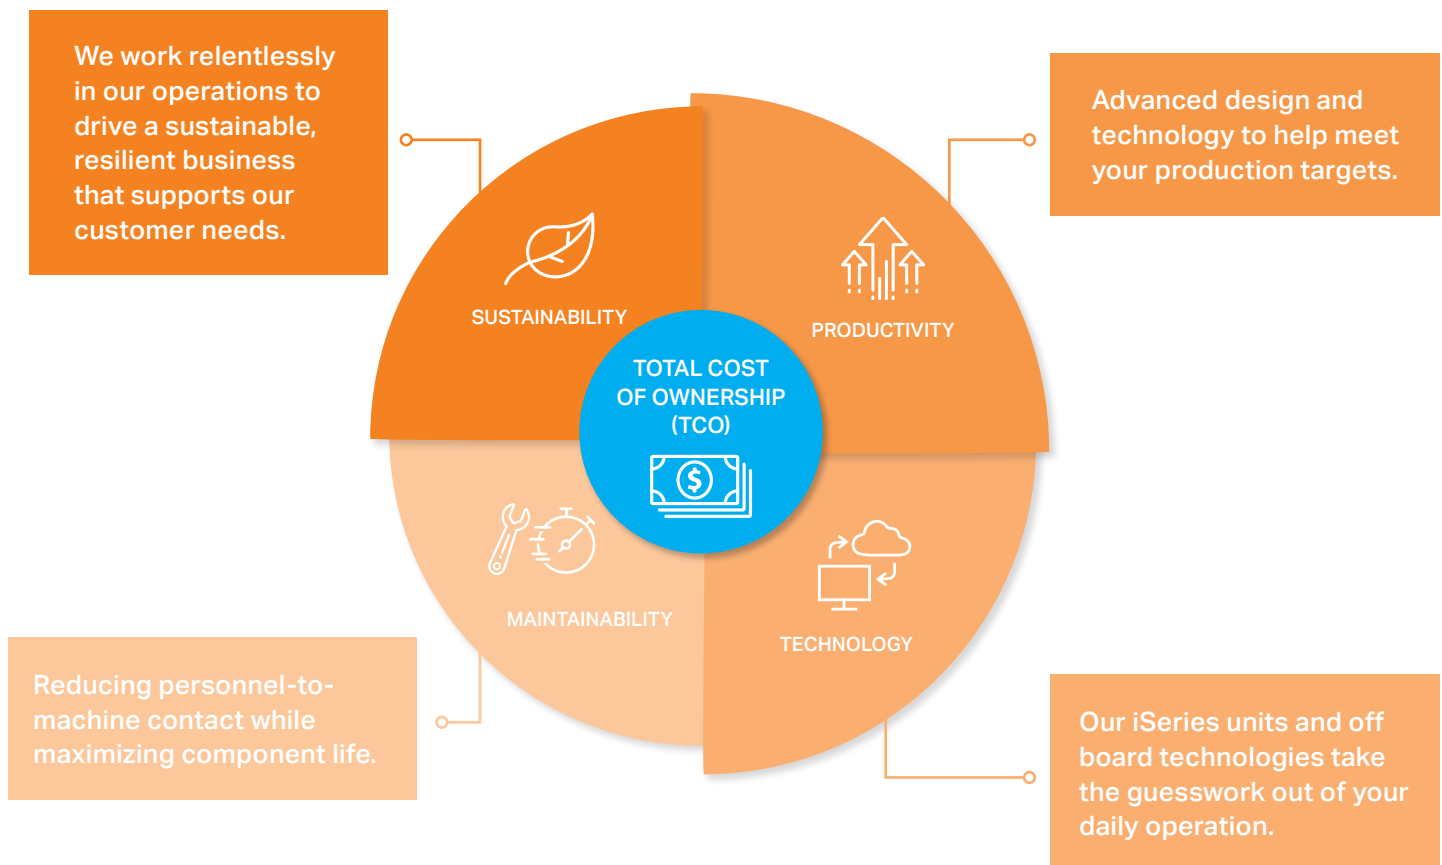 We work relentlessly
in our operations to
drive a sustainable,
resilient business
that supports our
customer needs.
Advanced design and
technology to help meet
your production targets.
SUSTAINABILITY
PRODUCTIVITY
TOTAL COST
OF OWNERSHIP
(TCO)
$
MAINTAINABILITY
TECHNOLOGY
Reducing personnel-to-
machine contact while
maximizing component life.
Our iSeries units and off
board technologies take
the guesswork out of your
daily operation.